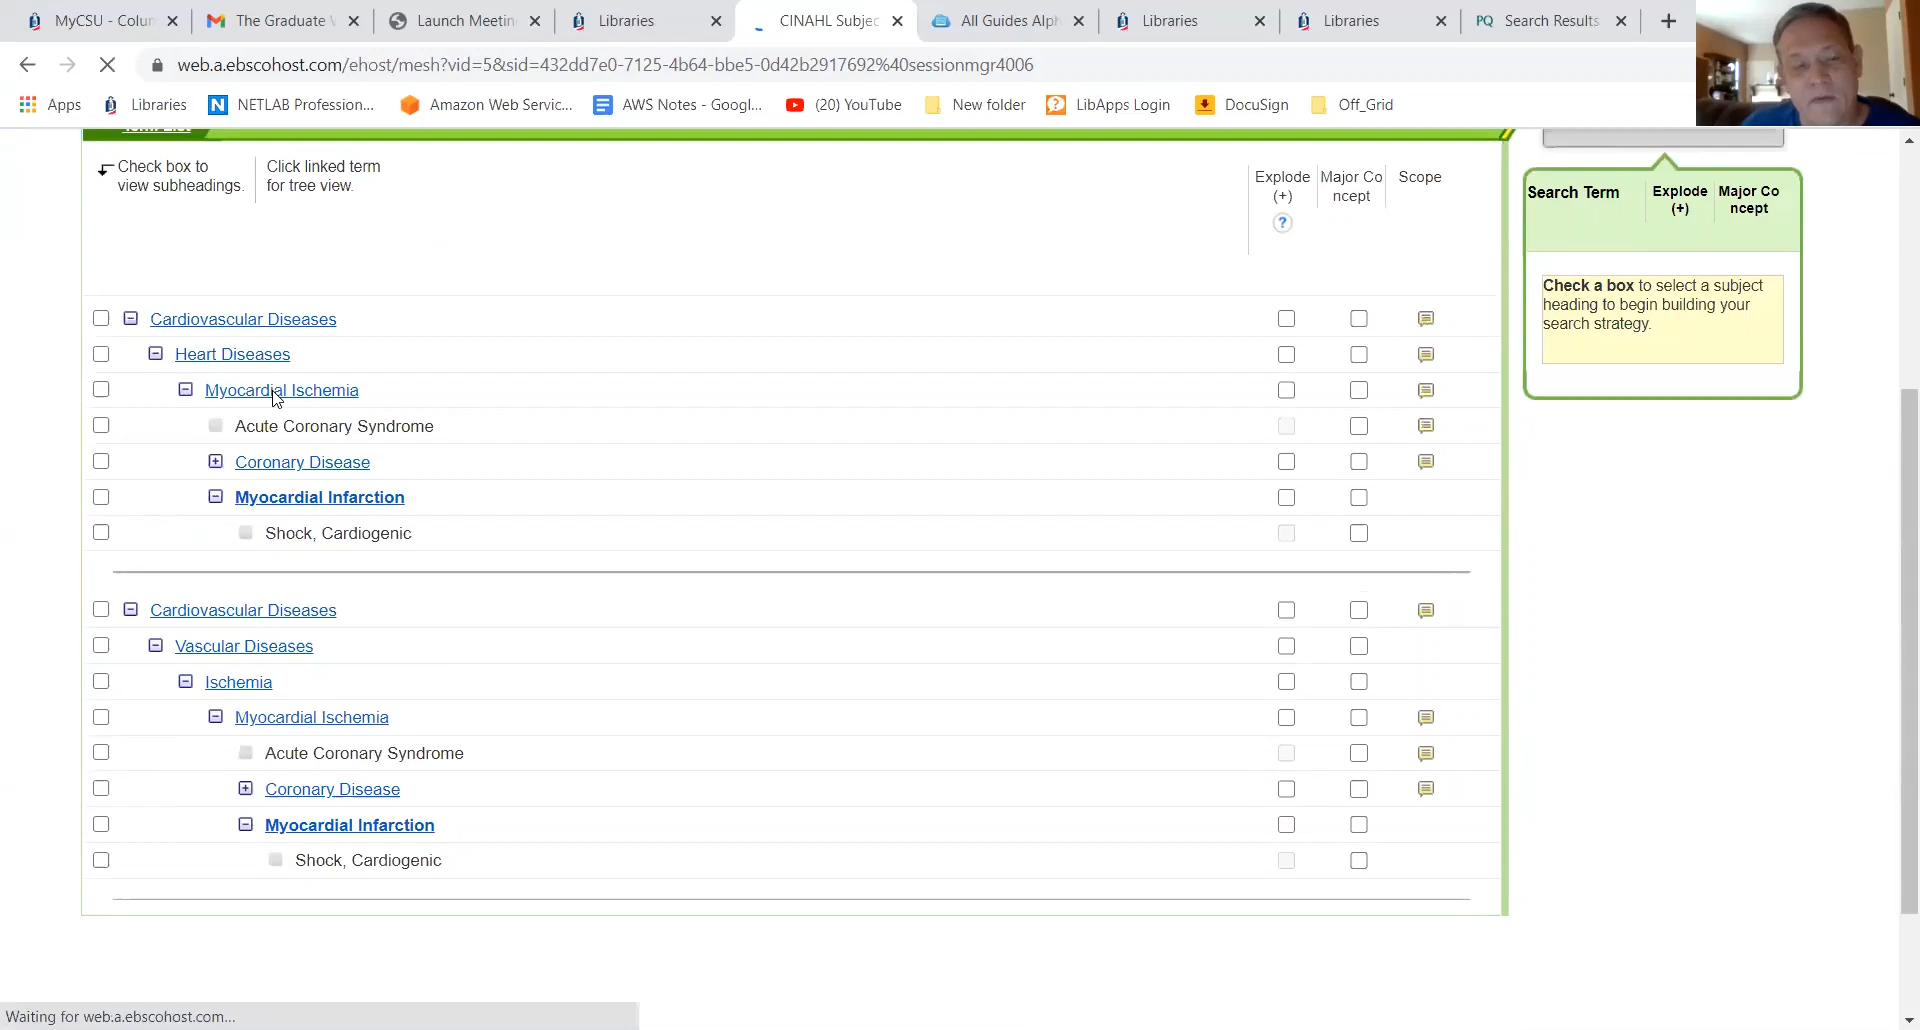 MyCSU - Colun
The Graduate
Launch Meetin
Libraries
CINAHL Subjec
All Guides Alph
Libraries
Libraries
PQ Search Results
web.a.ebscohost.com/ehost/mesh?vid=5&sid=432dd7e0-7125-4b64-bbe5-0d42b2917692%40sessionmgr4006
Apps
Libraries
NETLAB Profession...
Amazon Web Servic...
AWS Notes - Googl...
(20) YouTube
New folder
LibApps Login
DocuSign
Off_Grid
Term List
Check box to
view subheadings.
Click linked term
for tree view.
Explode
(+)
?
Major Co
ncept
Scope
Cardiovascular Diseases
Heart Diseases
Myocardial Ischemia
Acute Coronary Syndrome
Coronary Disease
Myocardial Infarction
Shock, Cardiogenic
Cardiovascular Diseases
Vascular Diseases
Ischemia
Myocardial Ischemia
Acute Coronary Syndrome
Coronary Disease
Myocardial Infarction
Shock, Cardiogenic
Search Term
Explode
(+)
Major Co
ncept
Check a box to select a subject
heading to begin building your
search strategy.
Waiting for web.a.ebscohost.com...